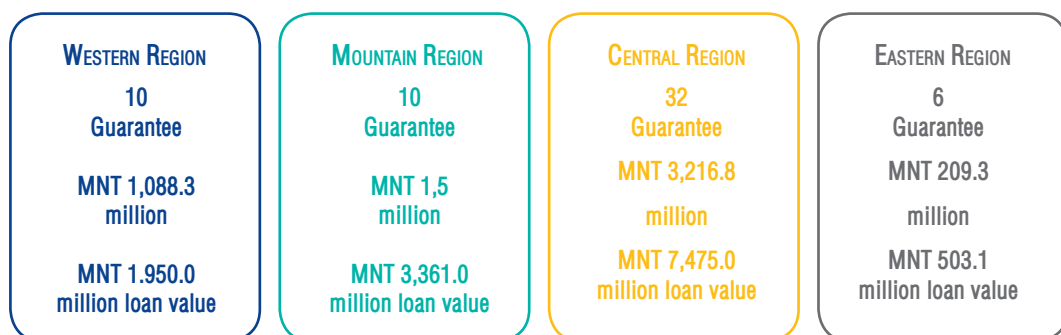 Western Region
10
Guarantee
MNT 1,088.3
million
MNT 1.950.0
million loan value
Mountain Region
10
Guarantee
MNT 1,5
million
MNT 3,361.0
million loan value
Central Region
32
Guarantee
MNT 3,216.8
million
MNT 7,475.0
million loan value
Eastern Region
6
Guarantee
MNT 209.3
million
MNT 503.1
million loan value